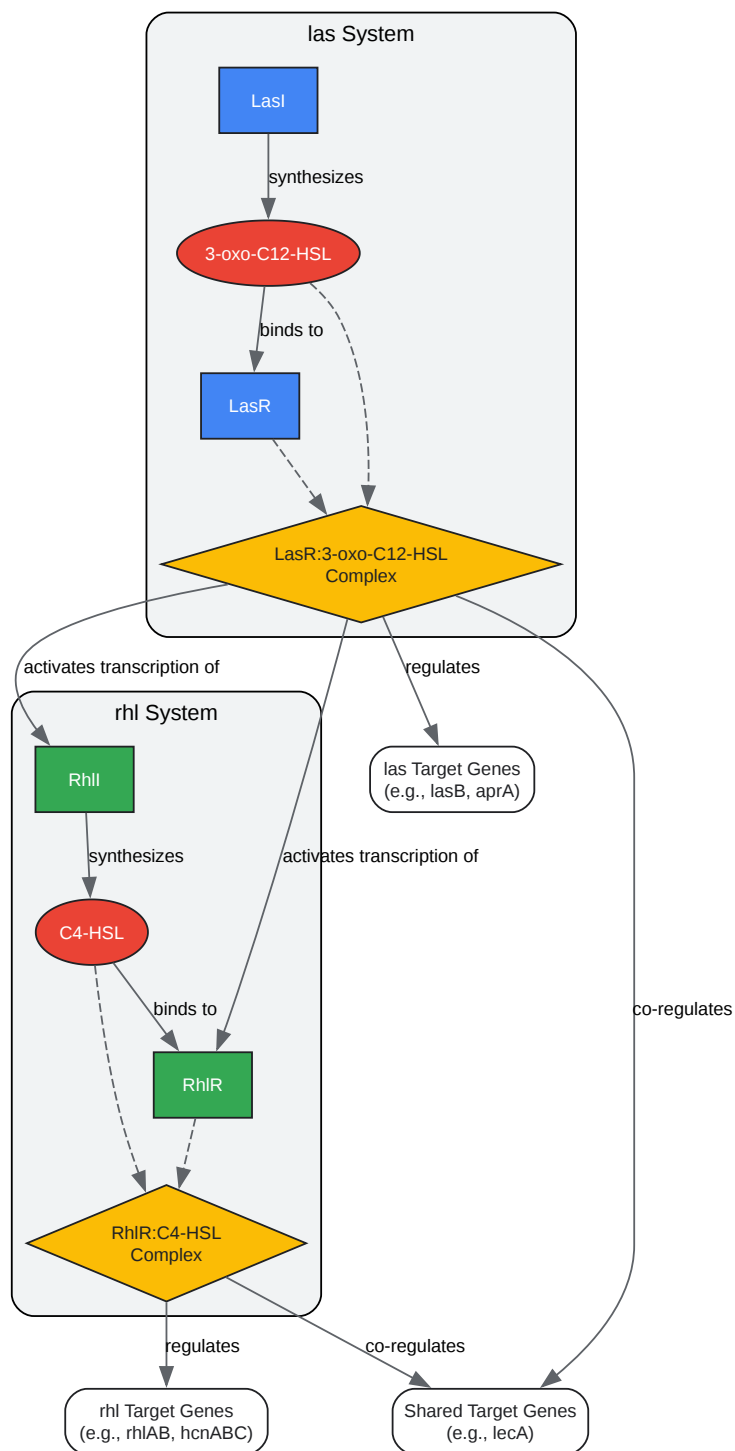 las System
LasI
synthesizes
3-oxo-C12-HSL
binds to
LasR
LasR:3-oxo-C12-HSL
Complex
activates transcription of
regulates
rhl System
las Target Genes
(e.g., lasB, aprA)
RhlI
synthesizes
activates transcription of
C4-HSL
binds to
co-regulates
RhlR
RhlR:C4-HSL
Complex
regulates
co-regulates
rhl Target Genes
(e.g., rhlAB, hcnABC)
Shared Target Genes
(e.g., lecA)